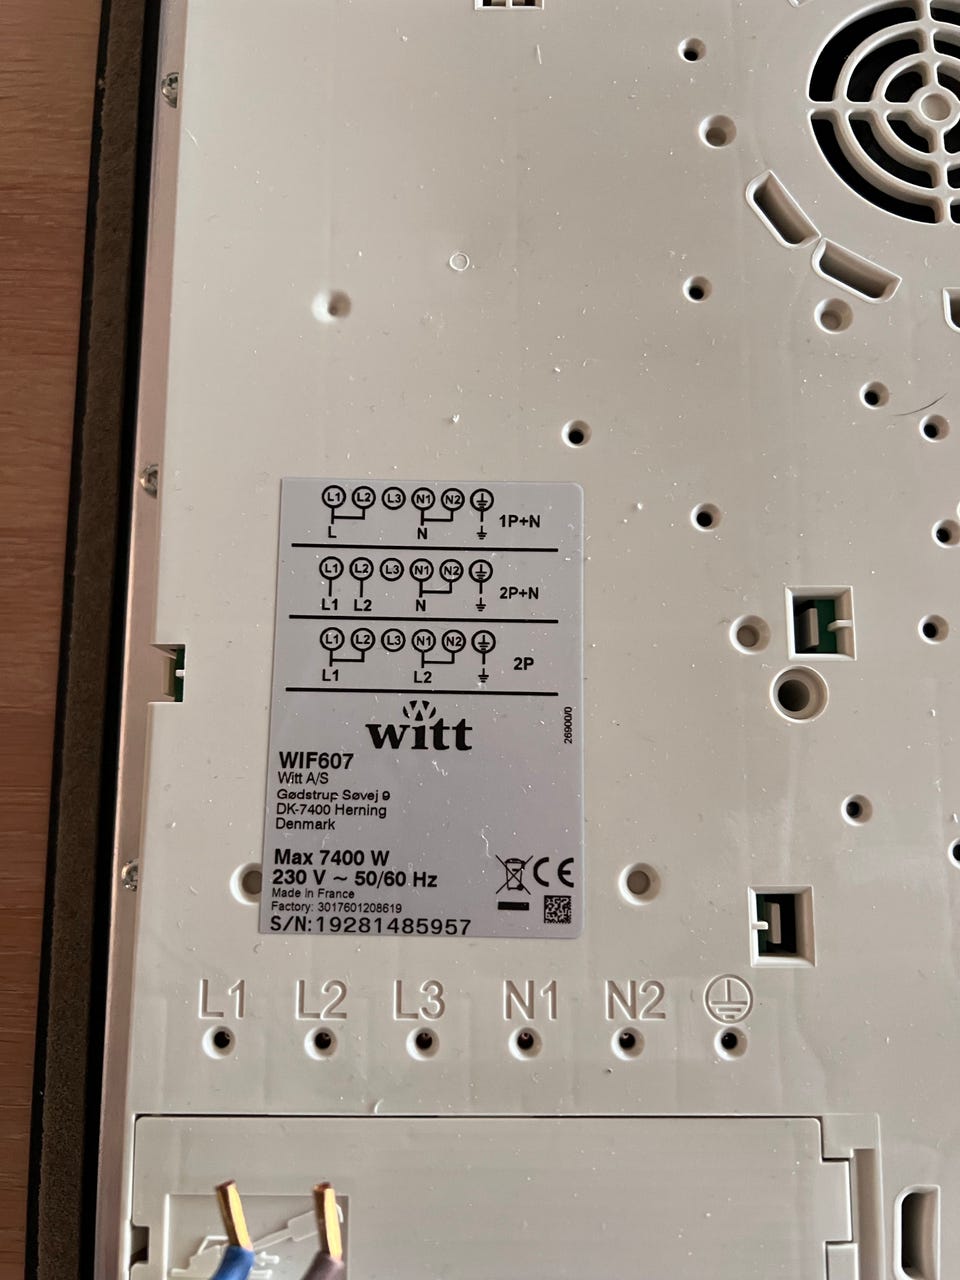 L1 L2 L3 N1 N2
L N 1P+N
L1 L2 L3 N1 N2
L1 L2 N 2P+N
L1 L2 L3 N1 N2
L1 L2 2P
W
witt
26900/0
WIF607
Witt A/S
Gødstrup Søvej 9
DK-7400 Herning
Denmark
Max 7400 W
230 V ~ 50/60 Hz
Made In France
Factory: 3017601208619
S/N:19281485957
CE
L1 L2 L3 N1 N2